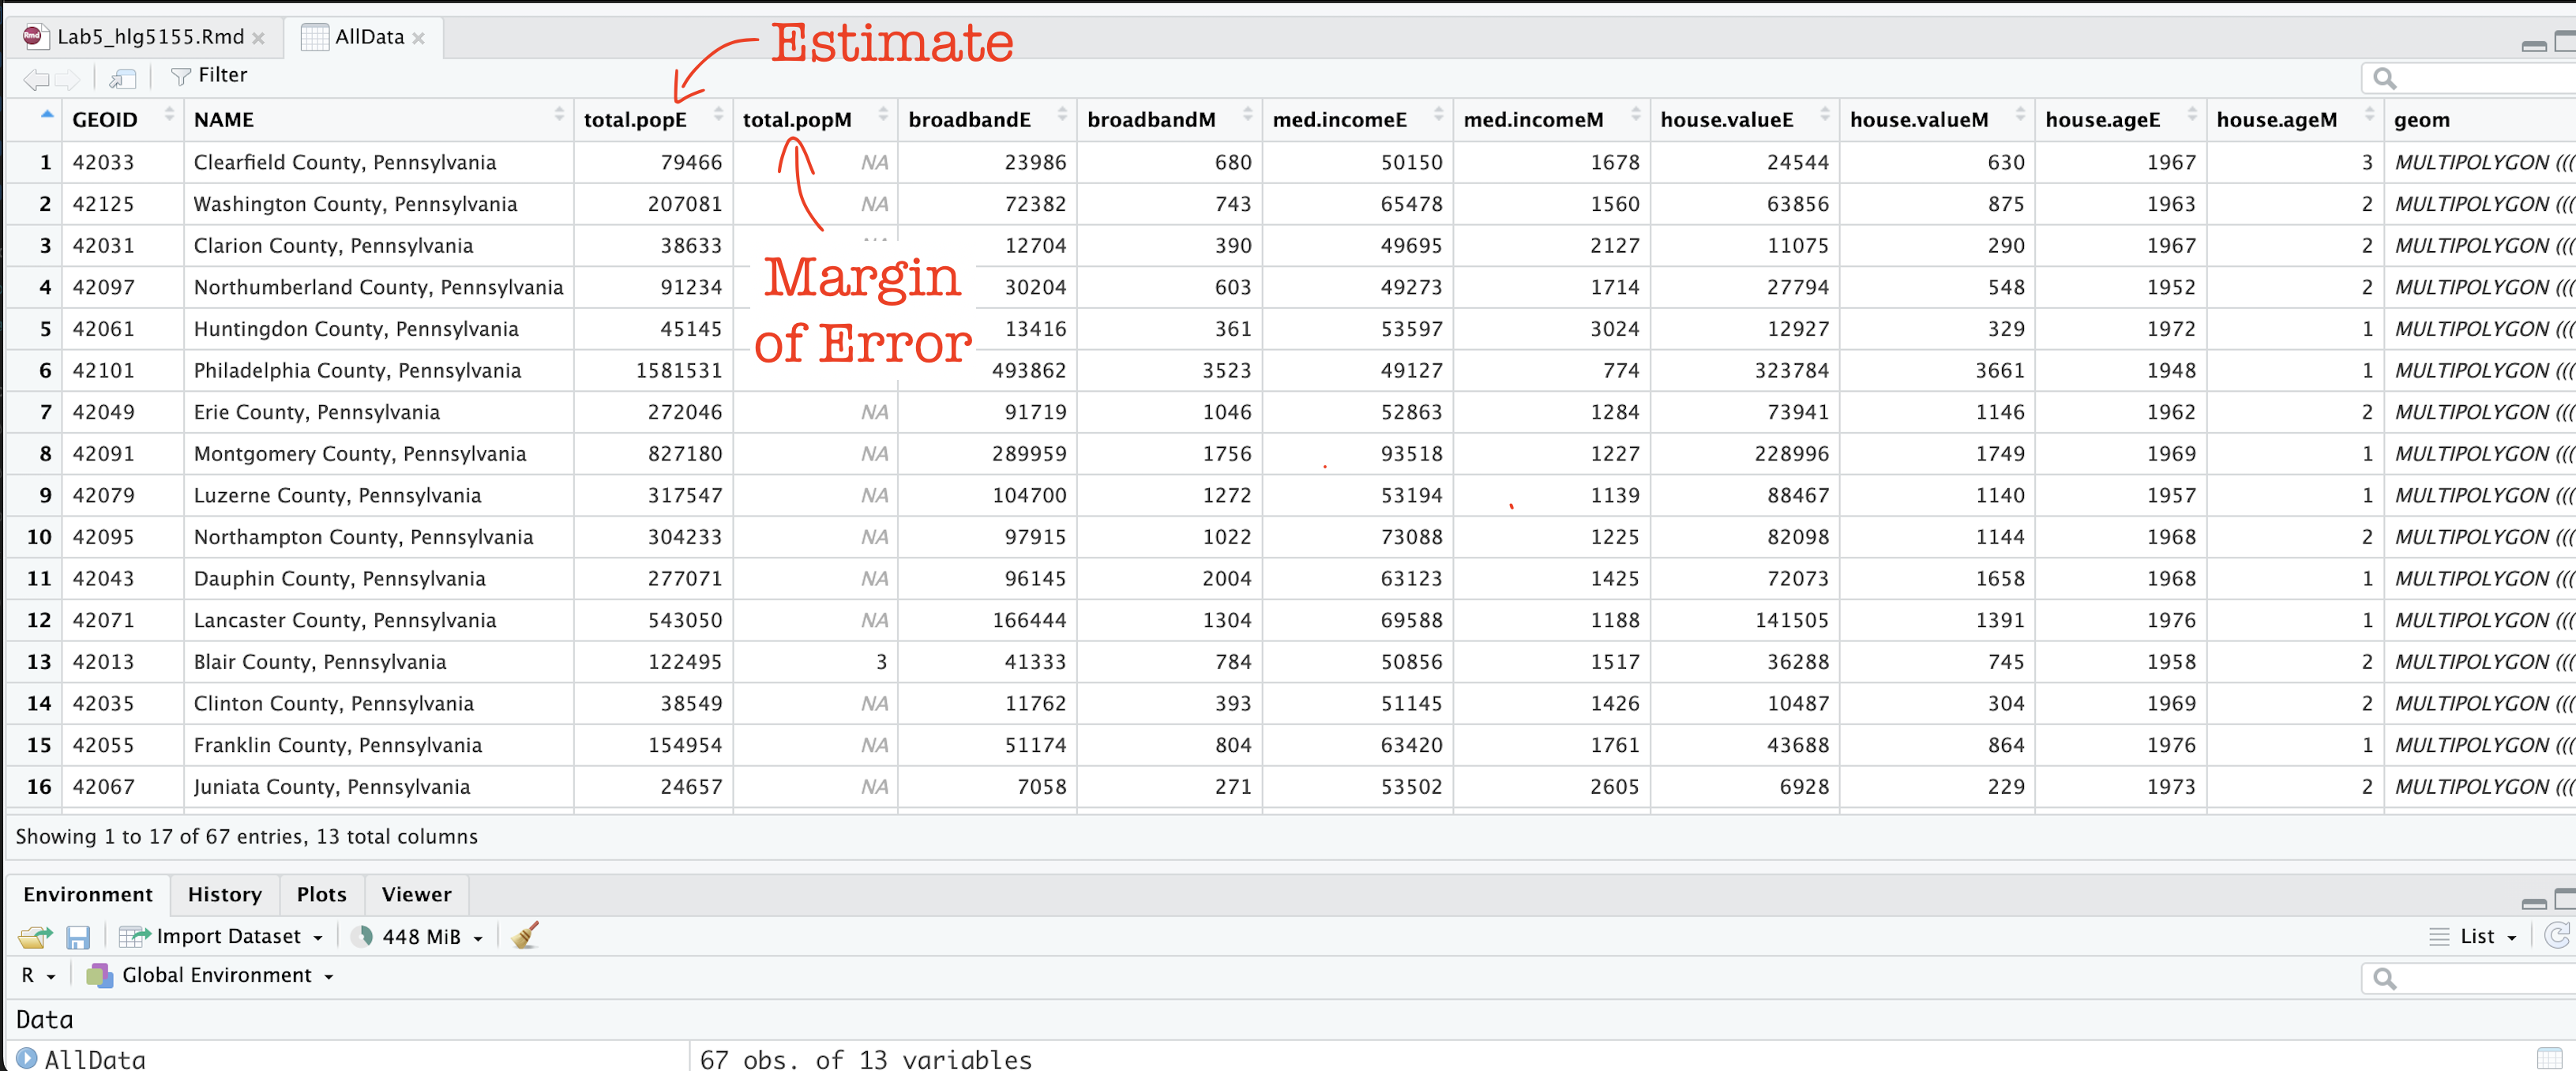 Lab5_hlg5155.Rmd AllData
Estimate
Filter
GEOID NAME total.popE total.popM broadbandE broadbandM med.incomeE med.incomeM house.valueE house.valueM house.ageE house.ageM geom
1 42033 Clearfield County, Pennsylvania 79466 NA 23986 680 50150 1678 24544 630 1967 3 MULTIPOLYGON (((
2 42125 Washington County, Pennsylvania 207081 NA 72382 743 65478 1560 63856 875 1963 2 MULTIPOLYGON (((
3 42031 Clarion County, Pennsylvania 38633 12704 390 49695 2127 11075 290 1967 2 MULTIPOLYGON (((
4 42097 Northumberland County, Pennsylvania 91234 30204 603 49273 1714 27794 548 1952 2 MULTIPOLYGON (((
Margin
of Error
5 42061 Huntingdon County, Pennsylvania 45145 13416 361 53597 3024 12927 329 1972 1 MULTIPOLYGON (((
6 42101 Philadelphia County, Pennsylvania 1581531 493862 3523 49127 774 323784 3661 1948 1 MULTIPOLYGON (((
7 42049 Erie County, Pennsylvania 272046 NA 91719 1046 52863 1284 73941 1146 1962 2 MULTIPOLYGON (((
8 42091 Montgomery County, Pennsylvania 827180 NA 289959 1756 93518 1227 228996 1749 1969 1 MULTIPOLYGON (((
9 42079 Luzerne County, Pennsylvania 317547 NA 104700 1272 53194 1139 88467 1140 1957 1 MULTIPOLYGON (((
10 42095 Northampton County, Pennsylvania 304233 NA 97915 1022 73088 1225 82098 1144 1968 2 MULTIPOLYGON (((
11 42043 Dauphin County, Pennsylvania 277071 NA 96145 2004 63123 1425 72073 1658 1968 1 MULTIPOLYGON (((
12 42071 Lancaster County, Pennsylvania 543050 NA 166444 1304 69588 1188 141505 1391 1976 1 MULTIPOLYGON (((
13 42013 Blair County, Pennsylvania 122495 3 41333 784 50856 1517 36288 745 1958 2 MULTIPOLYGON (((
14 42035 Clinton County, Pennsylvania 38549 NA 11762 393 51145 1426 10487 304 1969 2 MULTIPOLYGON (((
15 42055 Franklin County, Pennsylvania 154954 NA 51174 804 63420 1761 43688 864 1976 1 MULTIPOLYGON (((
16 42067 Juniata County, Pennsylvania 24657 NA 7058 271 53502 2605 6928 229 1973 2 MULTIPOLYGON (((
Showing 1 to 17 of 67 entries, 13 total columns
Environment History Plots Viewer
Import Dataset 448 MiB List
R Global Environment
Data
AllData 67 obs. of 13 variables